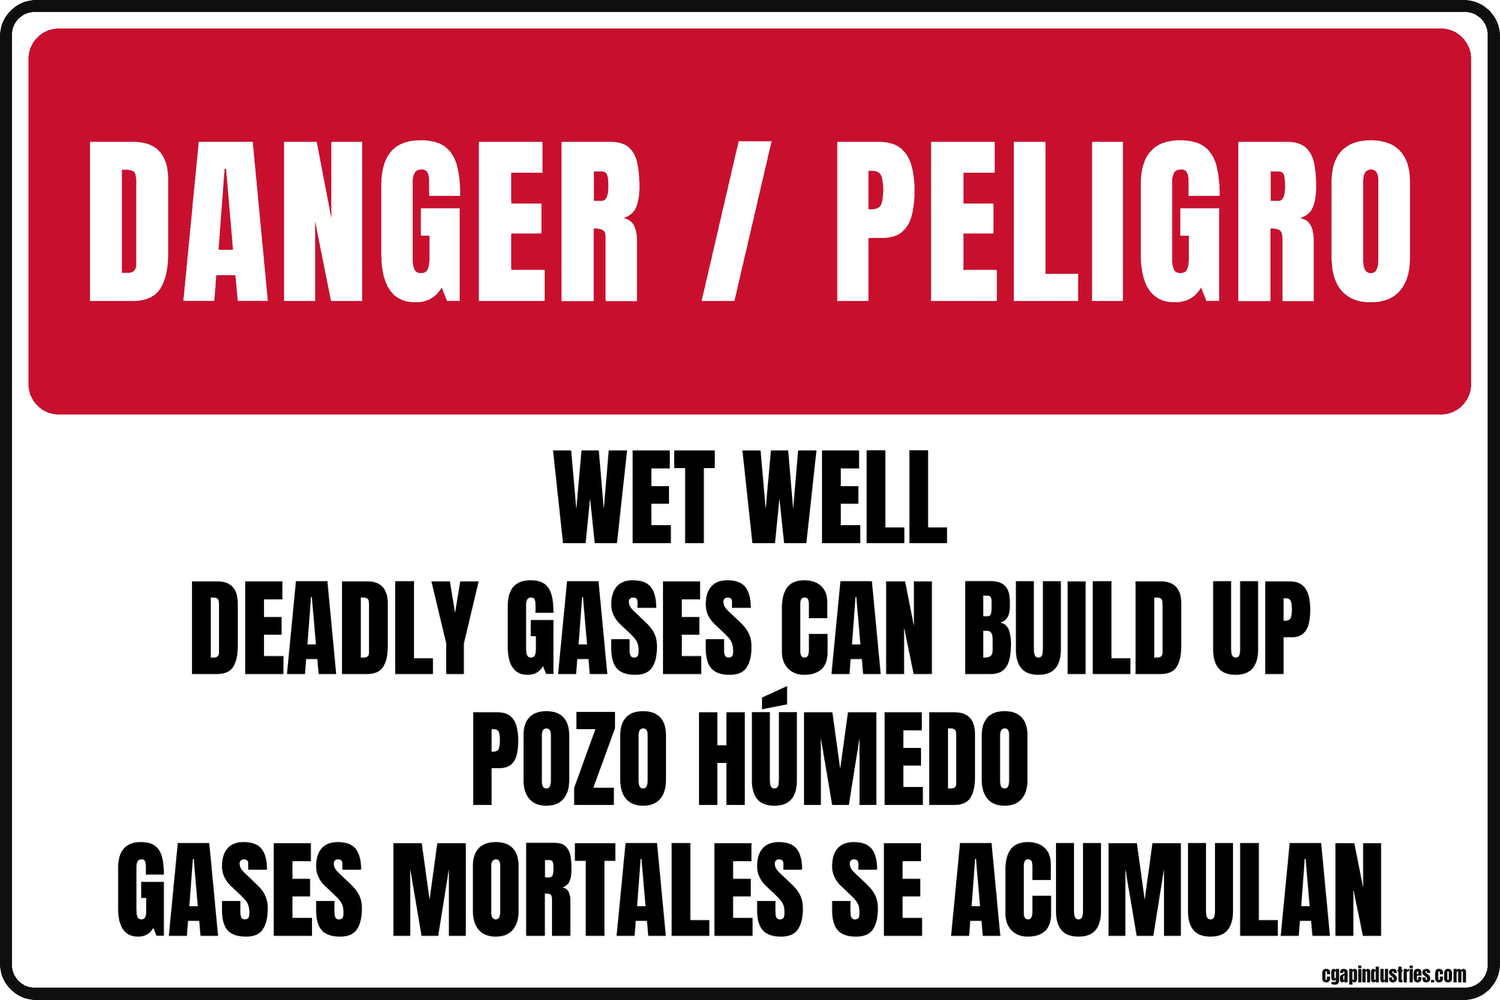 DANGER / PELIGRO
WET WELL
DEADLY GASES CAN BUILD UP
POZO HÚMEDO
GASES MORTALES SE ACUMULAN
cgapindustries.com